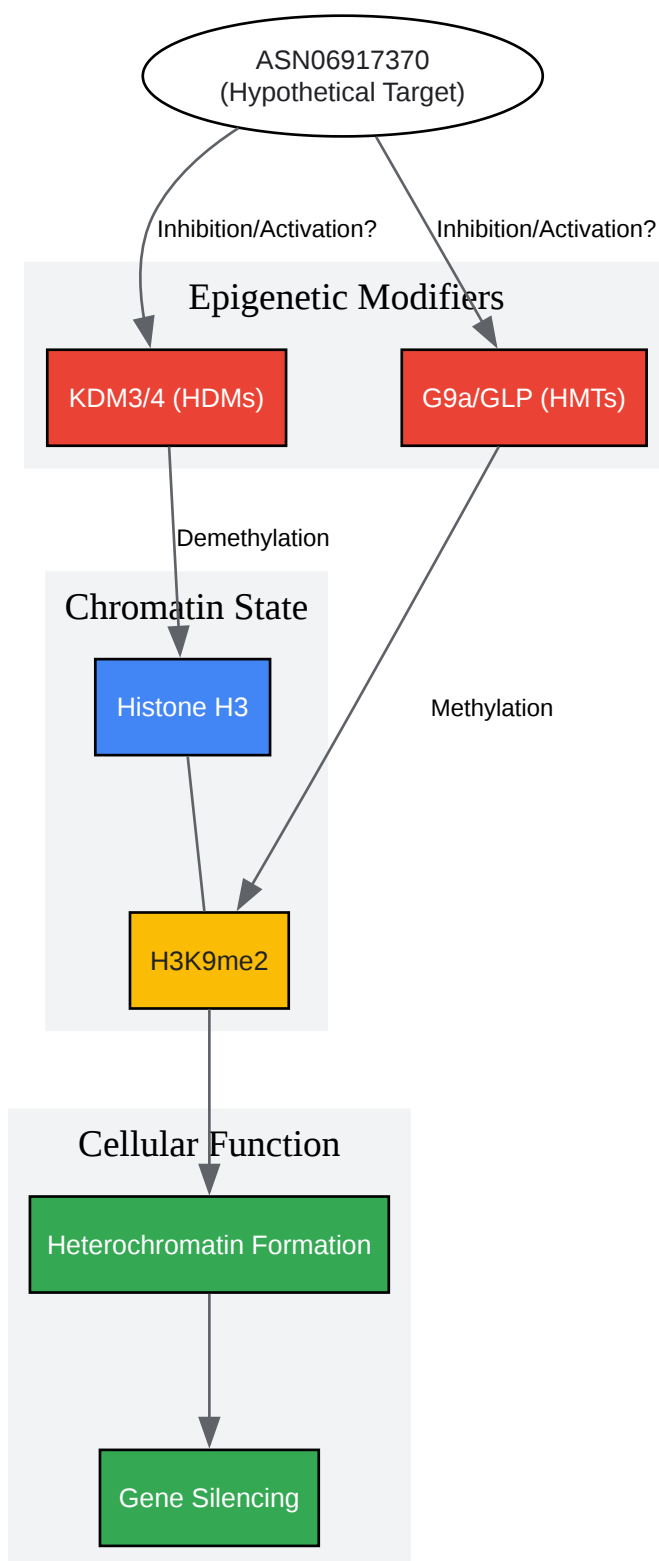 ASN06917370
(Hypothetical Target)
Inhibition/Activation?
Inhibition/Activation?
Epigenetic Modifiers
KDM3/4 (HDMs)
G9a/GLP (HMTs)
Demethylation
Chromatin State
Histone H3
Methylation
H3K9me2
Cellular Function
Heterochromatin Formation
Gene Silencing